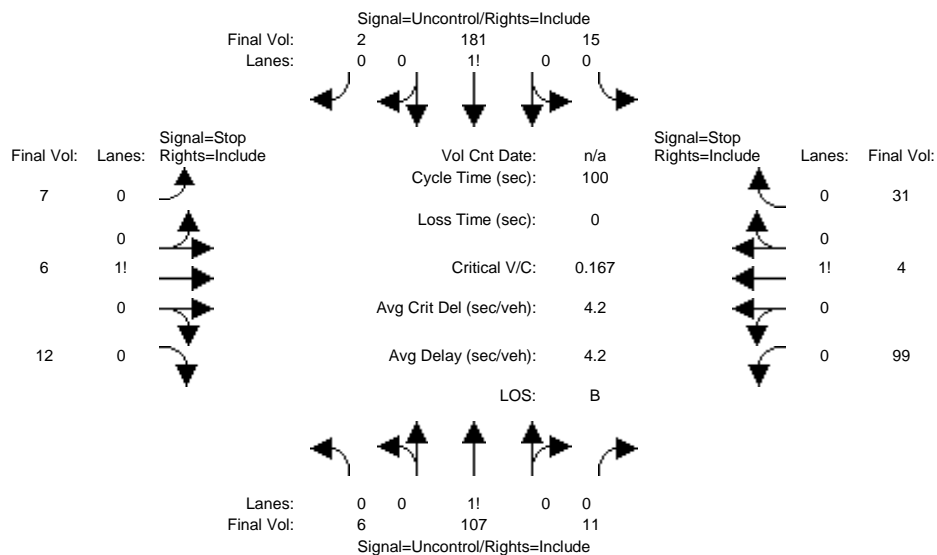 Signal=Uncontrol/Rights=Include
Final Vol: 2 181 15
Lanes: 0 0 1! 0 0
Signal=Stop
Final Vol: Lanes: Rights=Include
Vol Cnt Date: n/a
Signal=Stop
Rights=Include Lanes: Final Vol:
Cycle Time (sec): 100
7 0
0 31
Loss Time (sec): 0
0
0
6 1!
Critical V/C: 0.167
1! 4
0
Avg Crit Del (sec/veh): 4.2
0
12 0
Avg Delay (sec/veh): 4.2
0 99
LOS: B
Lanes: 0 0 1! 0 0
Final Vol: 6 107 11
Signal=Uncontrol/Rights=Include